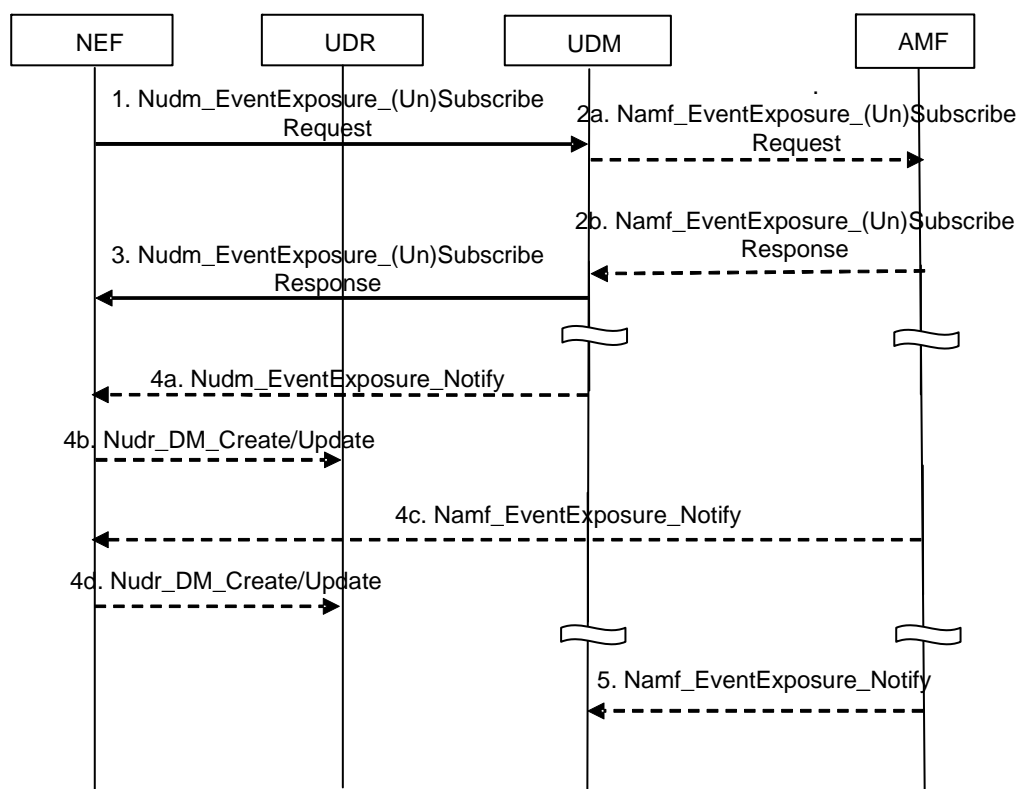 NEF
UDR
UDM
AMF
1. Nudm_EventExposure_(Un)Subscribe
Request
.
2a. Namf_EventExposure_(Un)Subscribe
Request
2b. Namf_EventExposure_(Un)Subscribe
Response
3. Nudm_EventExposure_(Un)Subscribe
Response
4a. Nudm_EventExposure_Notify
4b. Nudr_DM_Create/Update
4c. Namf_EventExposure_Notify
4d. Nudr_DM_Create/Update
5. Namf_EventExposure_Notify